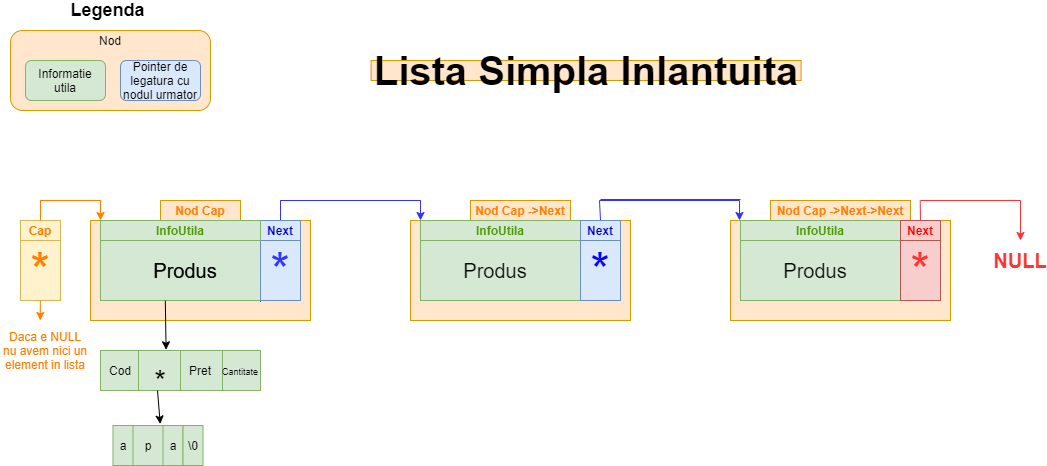 Legenda
Nod
Informatie
utila
Pointer de
legatura cu
nodul urmator
Lista Simpla Inlantuita
Nod Cap
Nod Cap ->Next
Nod Cap ->Next->Next
Cap
InfoUtila
Next
InfoUtila
Next
InfoUtila
Next
*
Produs
*
Produs
*
Produs
*
NULL
Daca e NULL
nu avem nici un
element in lista
Cod
*
Pret
Cantitate
a
p
a
\0